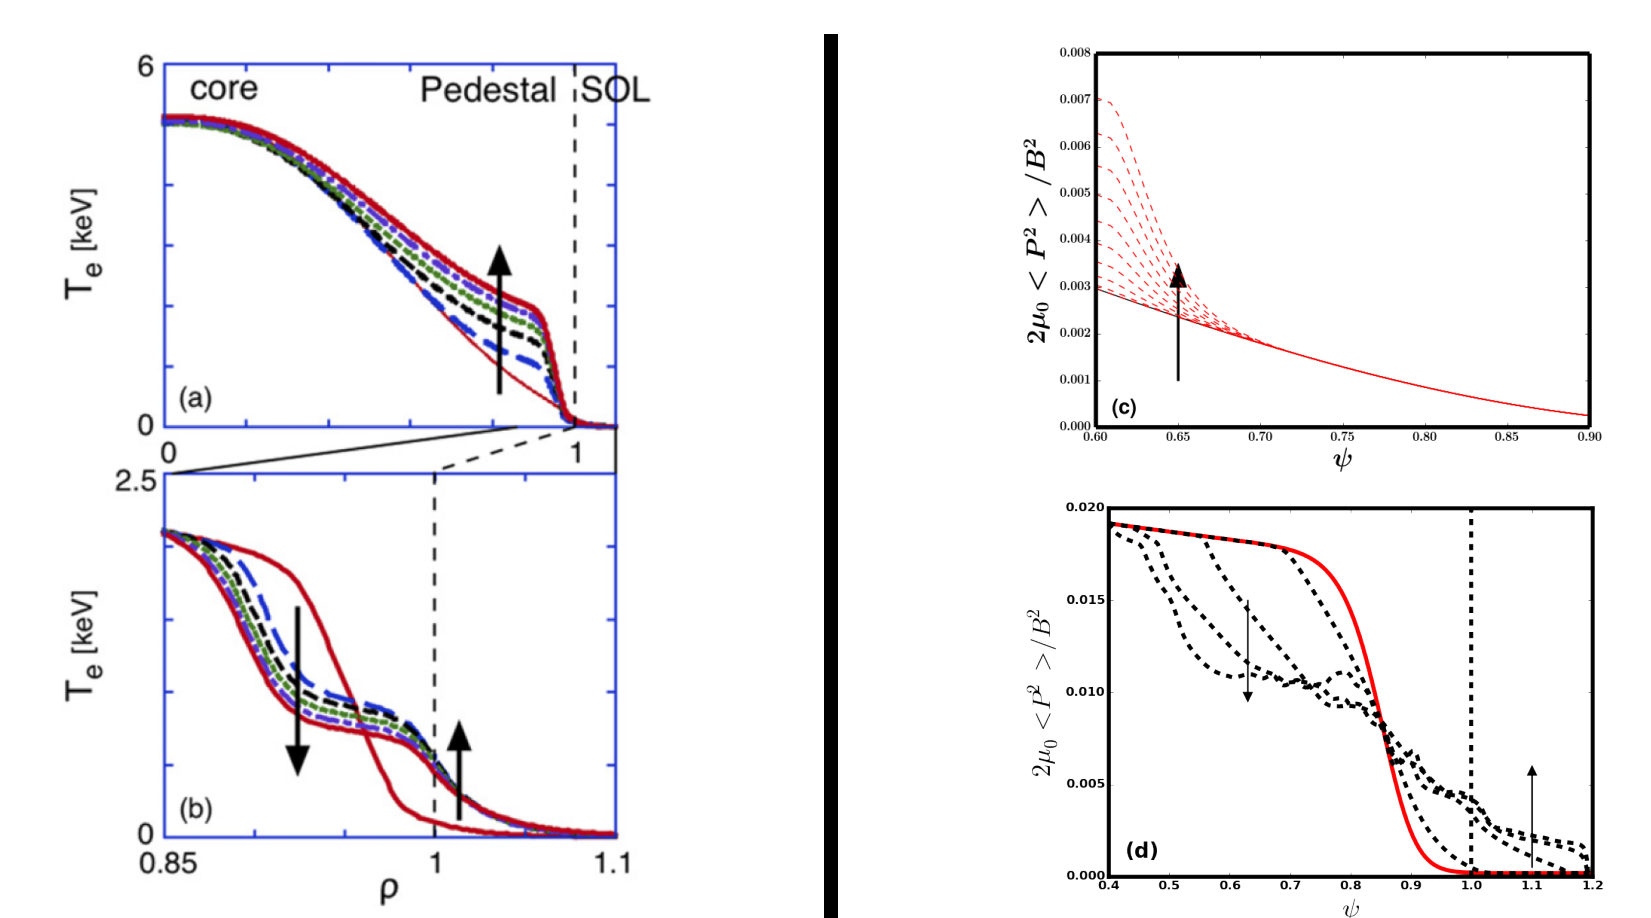 6
core
Pedestal
SOL
T_e [keV]
(a)
0
0
1
2.5
T_e [keV]
(b)
0
0.85
1
1.1
ρ
0.008
0.007
0.006
0.005
0.004
0.003
0.002
0.001
0.000
2μ₀ < P² > /B²
(c)
0.60
0.65
0.70
0.75
0.80
0.85
0.90
ψ
0.020
0.015
0.010
0.005
0.000
2μ₀ < P² > /B²
(d)
0.4
0.5
0.6
0.7
0.8
0.9
1.0
1.1
1.2
ψ